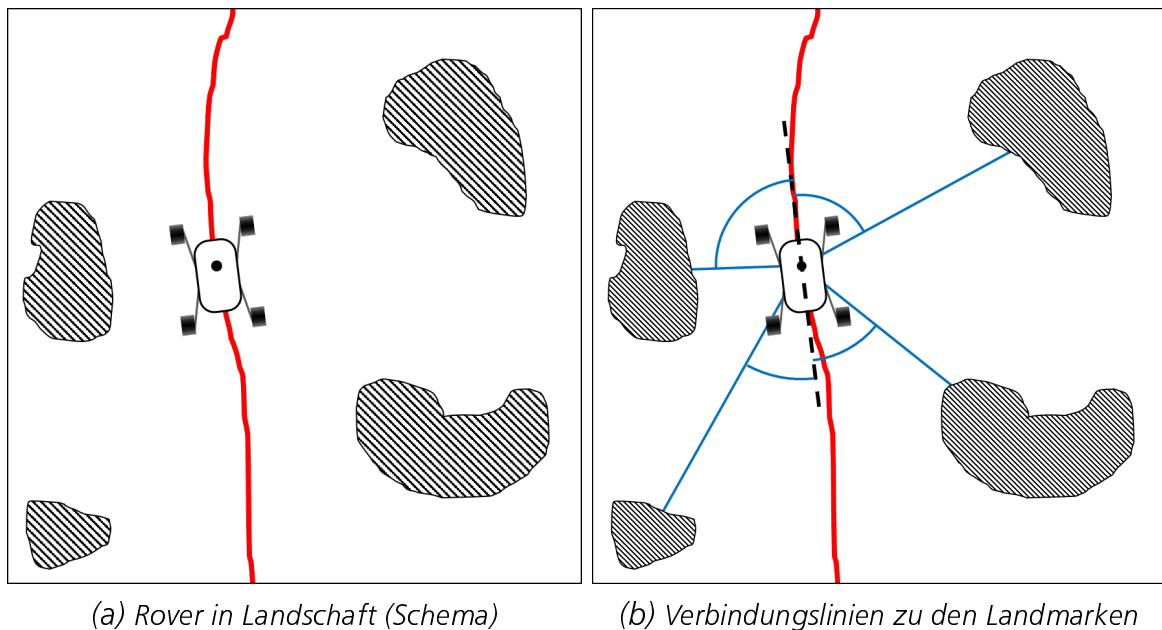 (a) Rover in Landschaft (Schema)
(b) Verbindungslinien zu den Landmarken